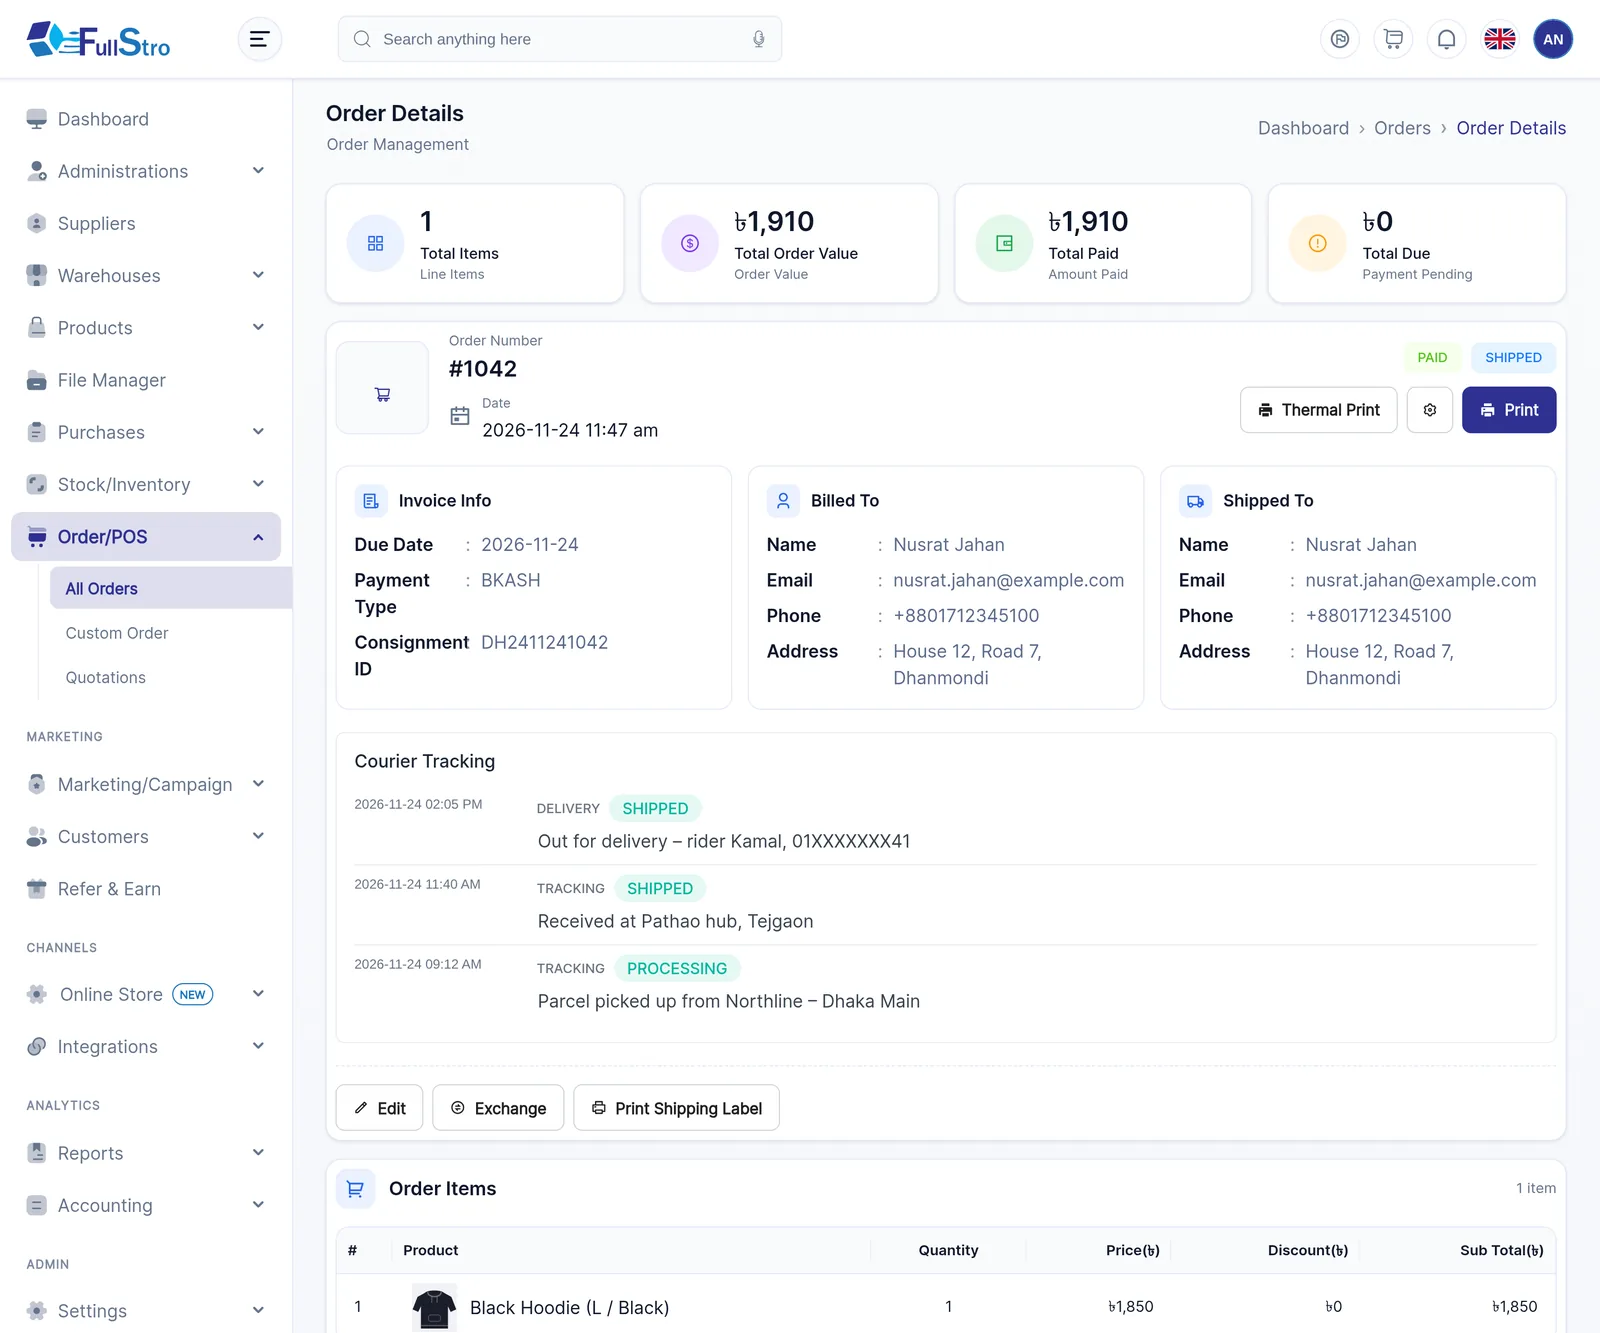 FullStro
Search anything here
AN
Dashboard
Administrations
Suppliers
Warehouses
Products
File Manager
Purchases
Stock/Inventory
Order/POS
All Orders
Custom Order
Quotations
MARKETING
Marketing/Campaign
Customers
Refer & Earn
CHANNELS
Online Store NEW
Integrations
ANALYTICS
Reports
Accounting
ADMIN
Settings
Order Details
Order Management
Dashboard › Orders › Order Details
1
Total Items
Line Items
৳1,910
Total Order Value
Order Value
৳1,910
Total Paid
Amount Paid
৳0
Total Due
Payment Pending
Order Number
#1042
Date
2026-11-24 11:47 am
PAID SHIPPED
Thermal Print Print
Invoice Info
Due Date : 2026-11-24
Payment : BKASH
Type
Consignment DH2411241042
ID
Billed To
Name : Nusrat Jahan
Email : nusrat.jahan@example.com
Phone : +8801712345100
Address : House 12, Road 7,
Dhanmondi
Shipped To
Name : Nusrat Jahan
Email : nusrat.jahan@example.com
Phone : +8801712345100
Address : House 12, Road 7,
Dhanmondi
Courier Tracking
2026-11-24 02:05 PM DELIVERY SHIPPED
Out for delivery – rider Kamal, 01XXXXXXX41
2026-11-24 11:40 AM TRACKING SHIPPED
Received at Pathao hub, Tejgaon
2026-11-24 09:12 AM TRACKING PROCESSING
Parcel picked up from Northline – Dhaka Main
Edit Exchange Print Shipping Label
Order Items 1 item
# Product Quantity Price(৳) Discount(৳) Sub Total(৳)
1 Black Hoodie (L / Black) 1 ৳1,850 ৳0 ৳1,850